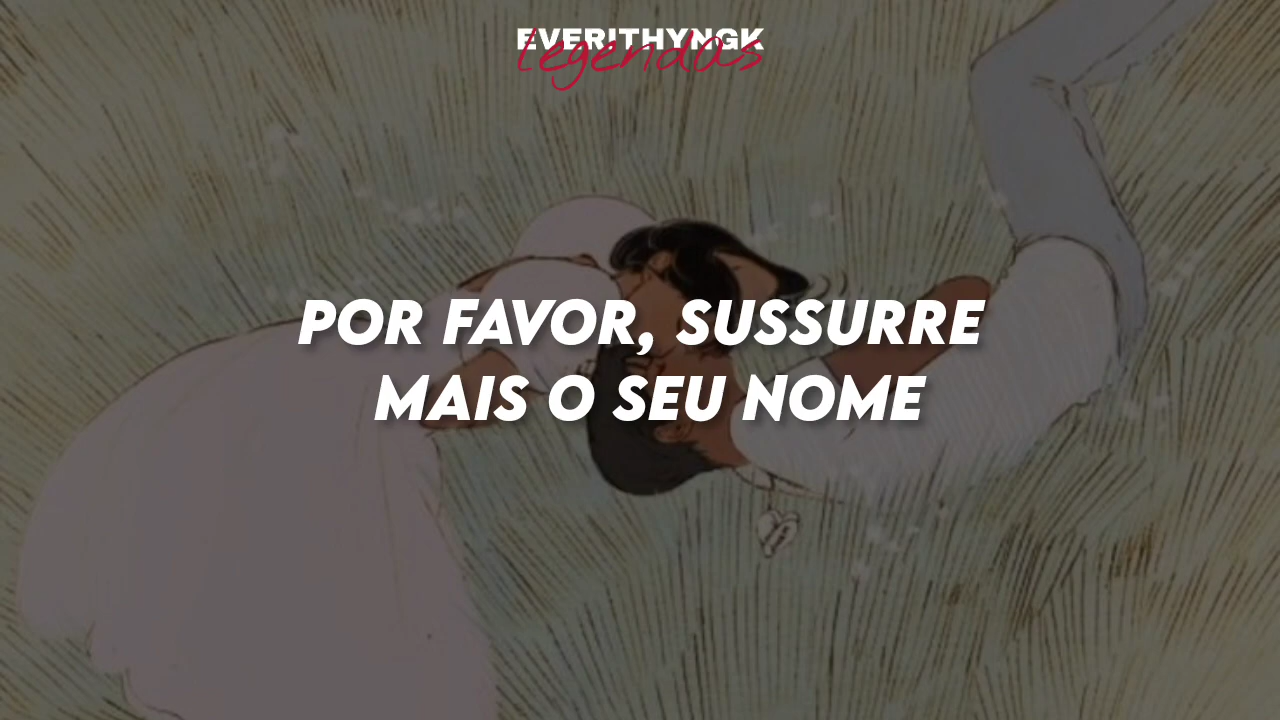 EVERITHYNGK
Legendas
POR FAVOR, SUSSURRE
MAIS O SEU NOME